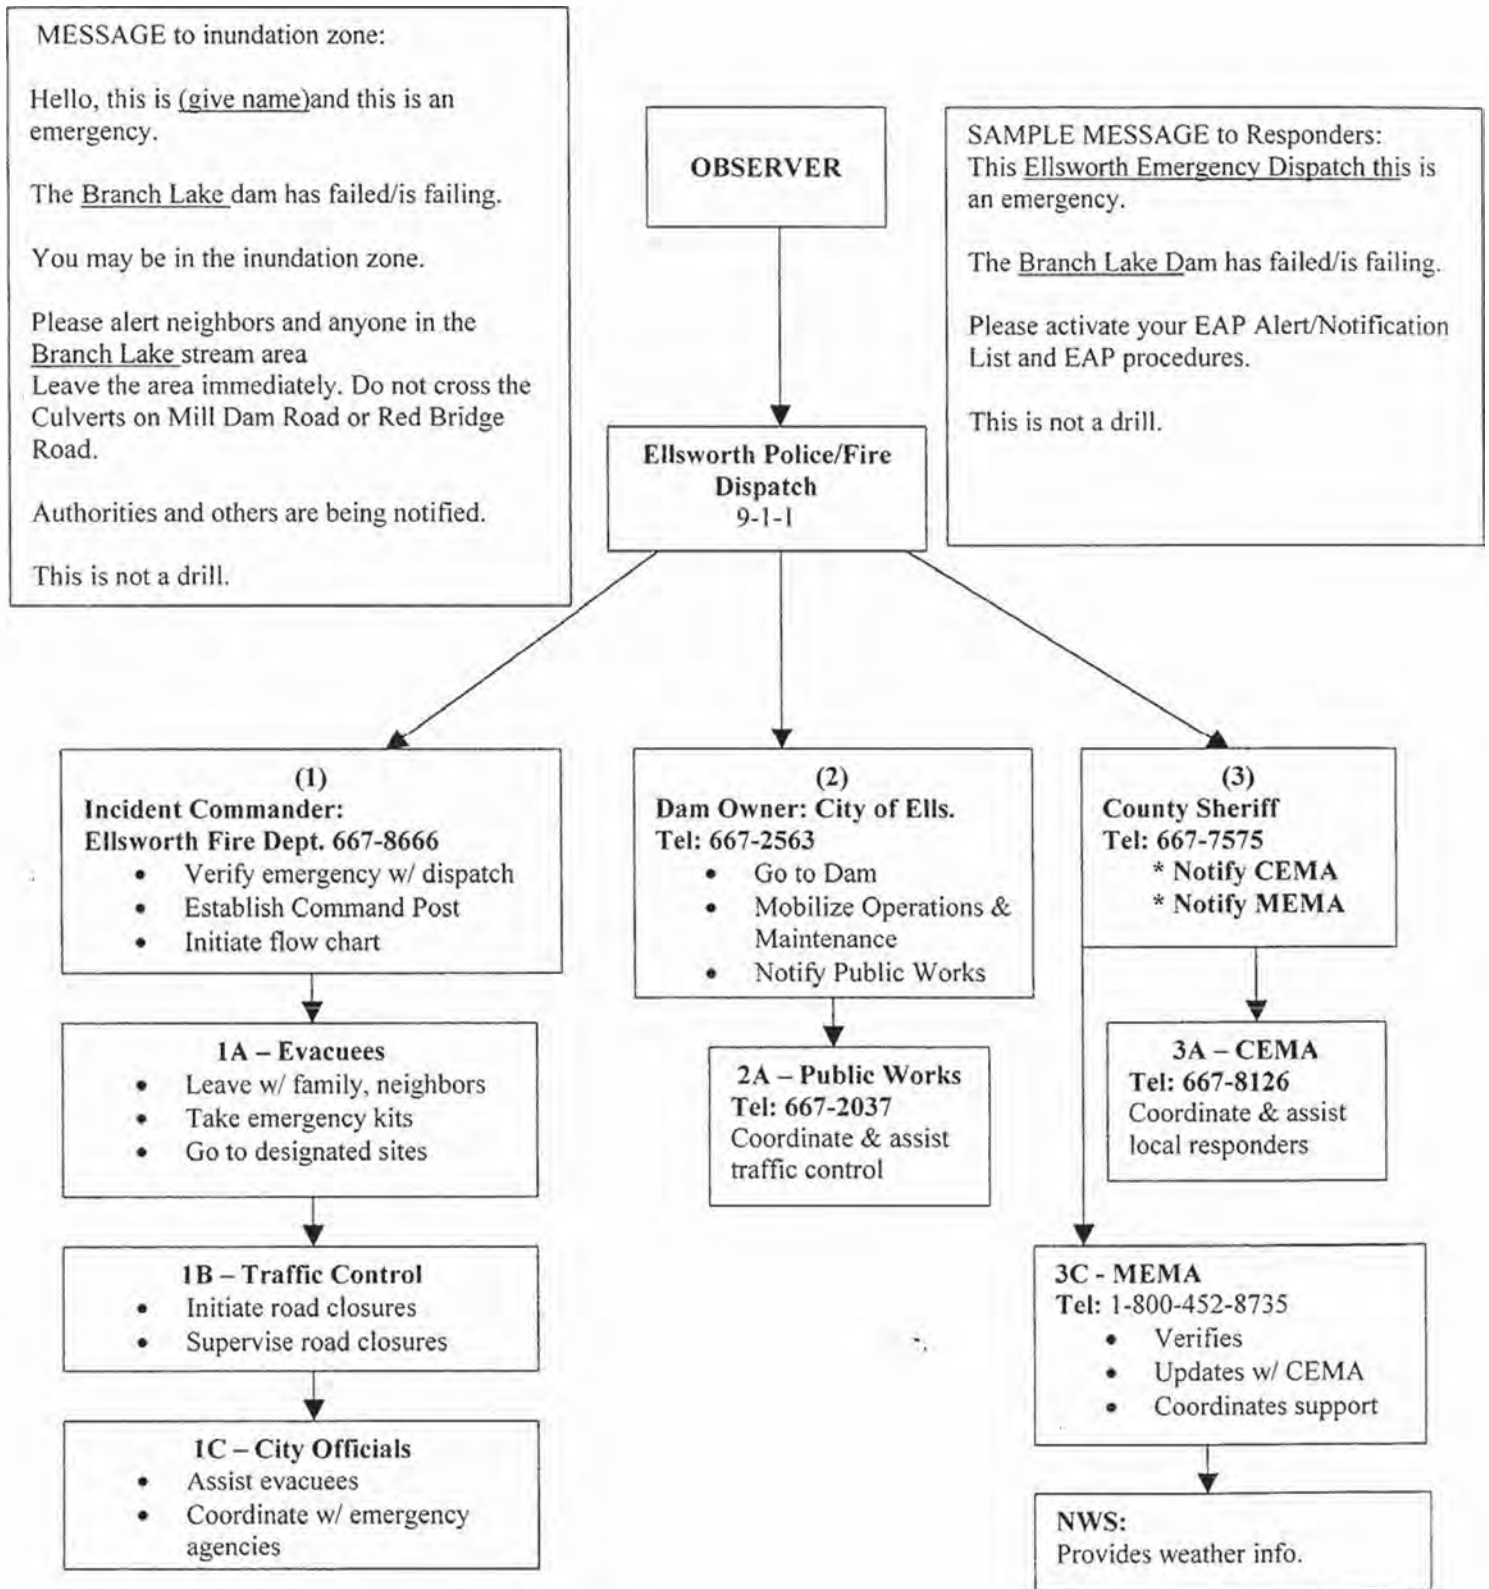 MESSAGE to inundation zone:
Hello, this is (give name)and this is an
emergency.
The Branch Lake dam has failed/is failing.
You may be in the inundation zone.
Please alert neighbors and anyone in the
Branch Lake stream area
Leave the area immediately. Do not cross the
Culverts on Mill Dam Road or Red Bridge
Road.
Authorities and others are being notified.
This is not a drill.
OBSERVER
SAMPLE MESSAGE to Responders:
This Ellsworth Emergency Dispatch this is
an emergency.
The Branch Lake Dam has failed/is failing.
Please activate your EAP Alert/Notification
List and EAP procedures.
This is not a drill.
Ellsworth Police/Fire
Dispatch
9-1-1
(1)
Incident Commander:
Ellsworth Fire Dept. 667-8666
• Verify emergency w/ dispatch
• Establish Command Post
• Initiate flow chart
1A – Evacuees
• Leave w/ family, neighbors
• Take emergency kits
• Go to designated sites
1B – Traffic Control
• Initiate road closures
• Supervise road closures
1C – City Officials
• Assist evacuees
• Coordinate w/ emergency
agencies
(2)
Dam Owner: City of Ells.
Tel: 667-2563
• Go to Dam
• Mobilize Operations &
Maintenance
• Notify Public Works
2A – Public Works
Tel: 667-2037
Coordinate & assist
traffic control
(3)
County Sheriff
Tel: 667-7575
* Notify CEMA
* Notify MEMA
3A – CEMA
Tel: 667-8126
Coordinate & assist
local responders
3C - MEMA
Tel: 1-800-452-8735
• Verifies
• Updates w/ CEMA
• Coordinates support
NWS:
Provides weather info.